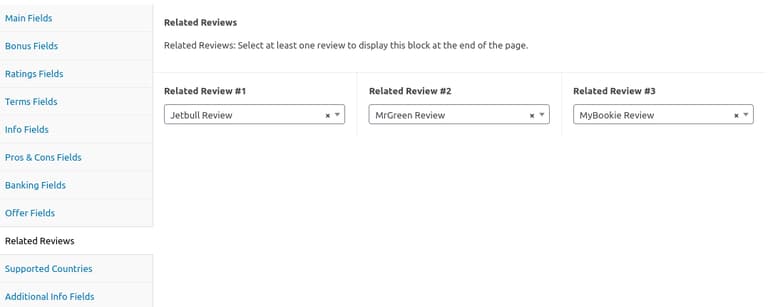 Main Fields
Bonus Fields
Ratings Fields
Terms Fields
Info Fields
Pros & Cons Fields
Banking Fields
Offer Fields
Related Reviews
Supported Countries
Additional Info Fields
Related Reviews
Related Reviews: Select at least one review to display this block at the end of the page.
Related Review #1
Jetbull Review ×
Related Review #2
MrGreen Review ×
Related Review #3
MyBookie Review ×